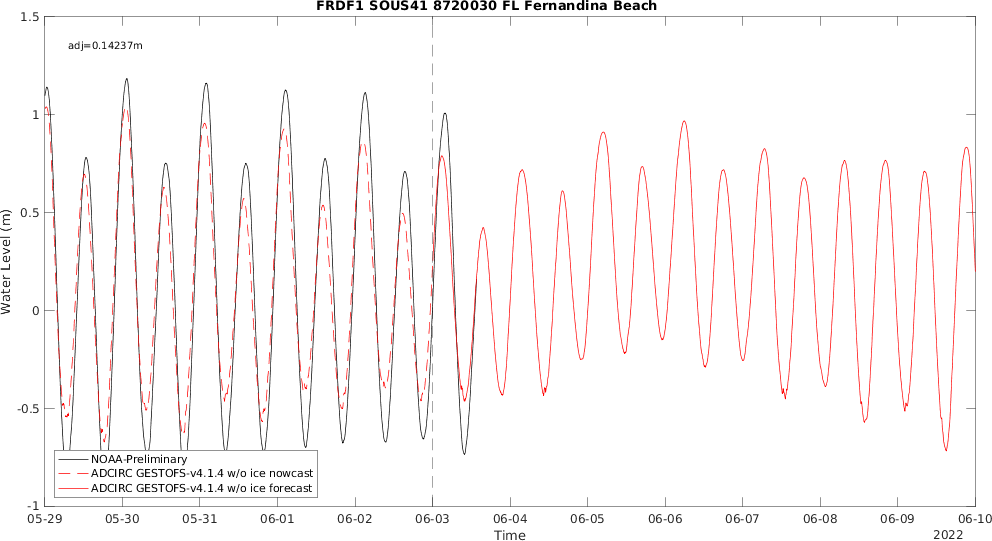 FRDF1 SOUS41 8720030 FL Fernandina Beach
adj=0.14237m
1.5
1
0.5
0
-0.5
-1
Water Level (m)
NOAA-Preliminary
ADCIRC GESTOFS-v4.1.4 w/o ice nowcast
ADCIRC GESTOFS-v4.1.4 w/o ice forecast
05-29 05-30 05-31 06-01 06-02 06-03 06-04 06-05 06-06 06-07 06-08 06-09 06-10
Time
2022